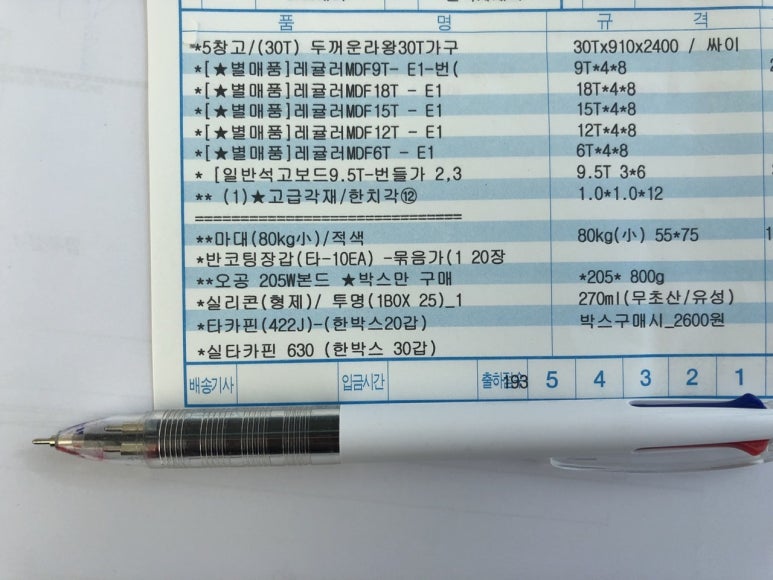 품 명 규 격
*5창고/(30T) 두꺼운라왕30T가구 30Tx910x2400 / 싸이
*[★별매품]레귤러MDF9T- E1-번( 9T*4*8
*[★별매품]레귤러MDF18T - E1 18T*4*8
*[★별매품]레귤러MDF15T - E1 15T*4*8
*[★별매품]레귤러MDF12T - E1 12T*4*8
*[★별매품]레귤러MDF6T - E1 6T*4*8
* [일반석고보드9.5T-번들가 2,3 9.5T 3*6
** (1)★고급각재/한치각⑫ 1.0*1.0*12
==============================
**마대(80kg小)/적색 80kg(小) 55*75
*반코팅장갑(타-10EA) -묶음가(1 20장
**오공 205W본드 ★박스만 구매 *205* 800g
*실리콘(형제)/ 투명(1BOX 25)_1 270ml(무초산/유성)
*타카핀(422J)-(한박스20갑) 박스구매시_2600원
*실타카핀 630 (한박스 30갑)
배송기사 입금시간 193 5 4 3 2 1